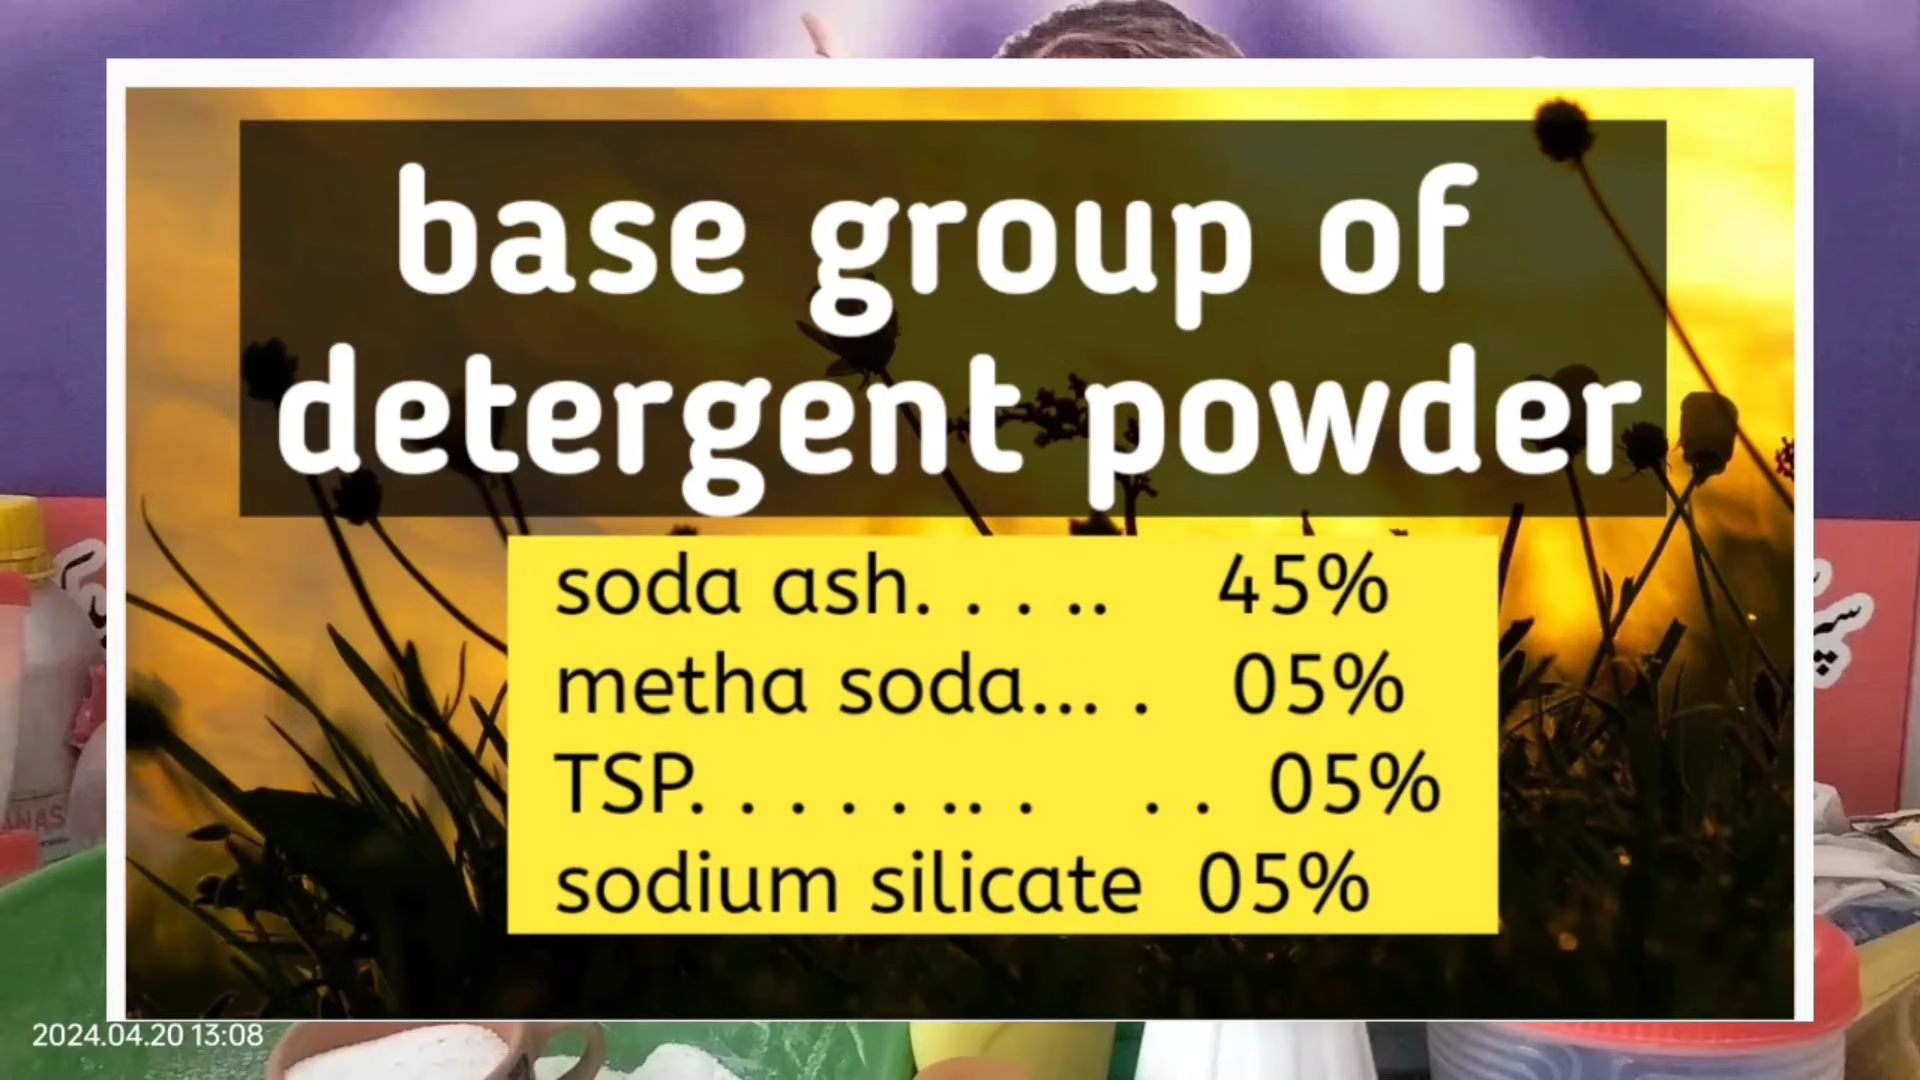 base group of
detergent powder
soda ash. . . . .. 45%
metha soda... . 05%
TSP. . . . . .. . . . 05%
sodium silicate 05%
2024.04.20 13:08